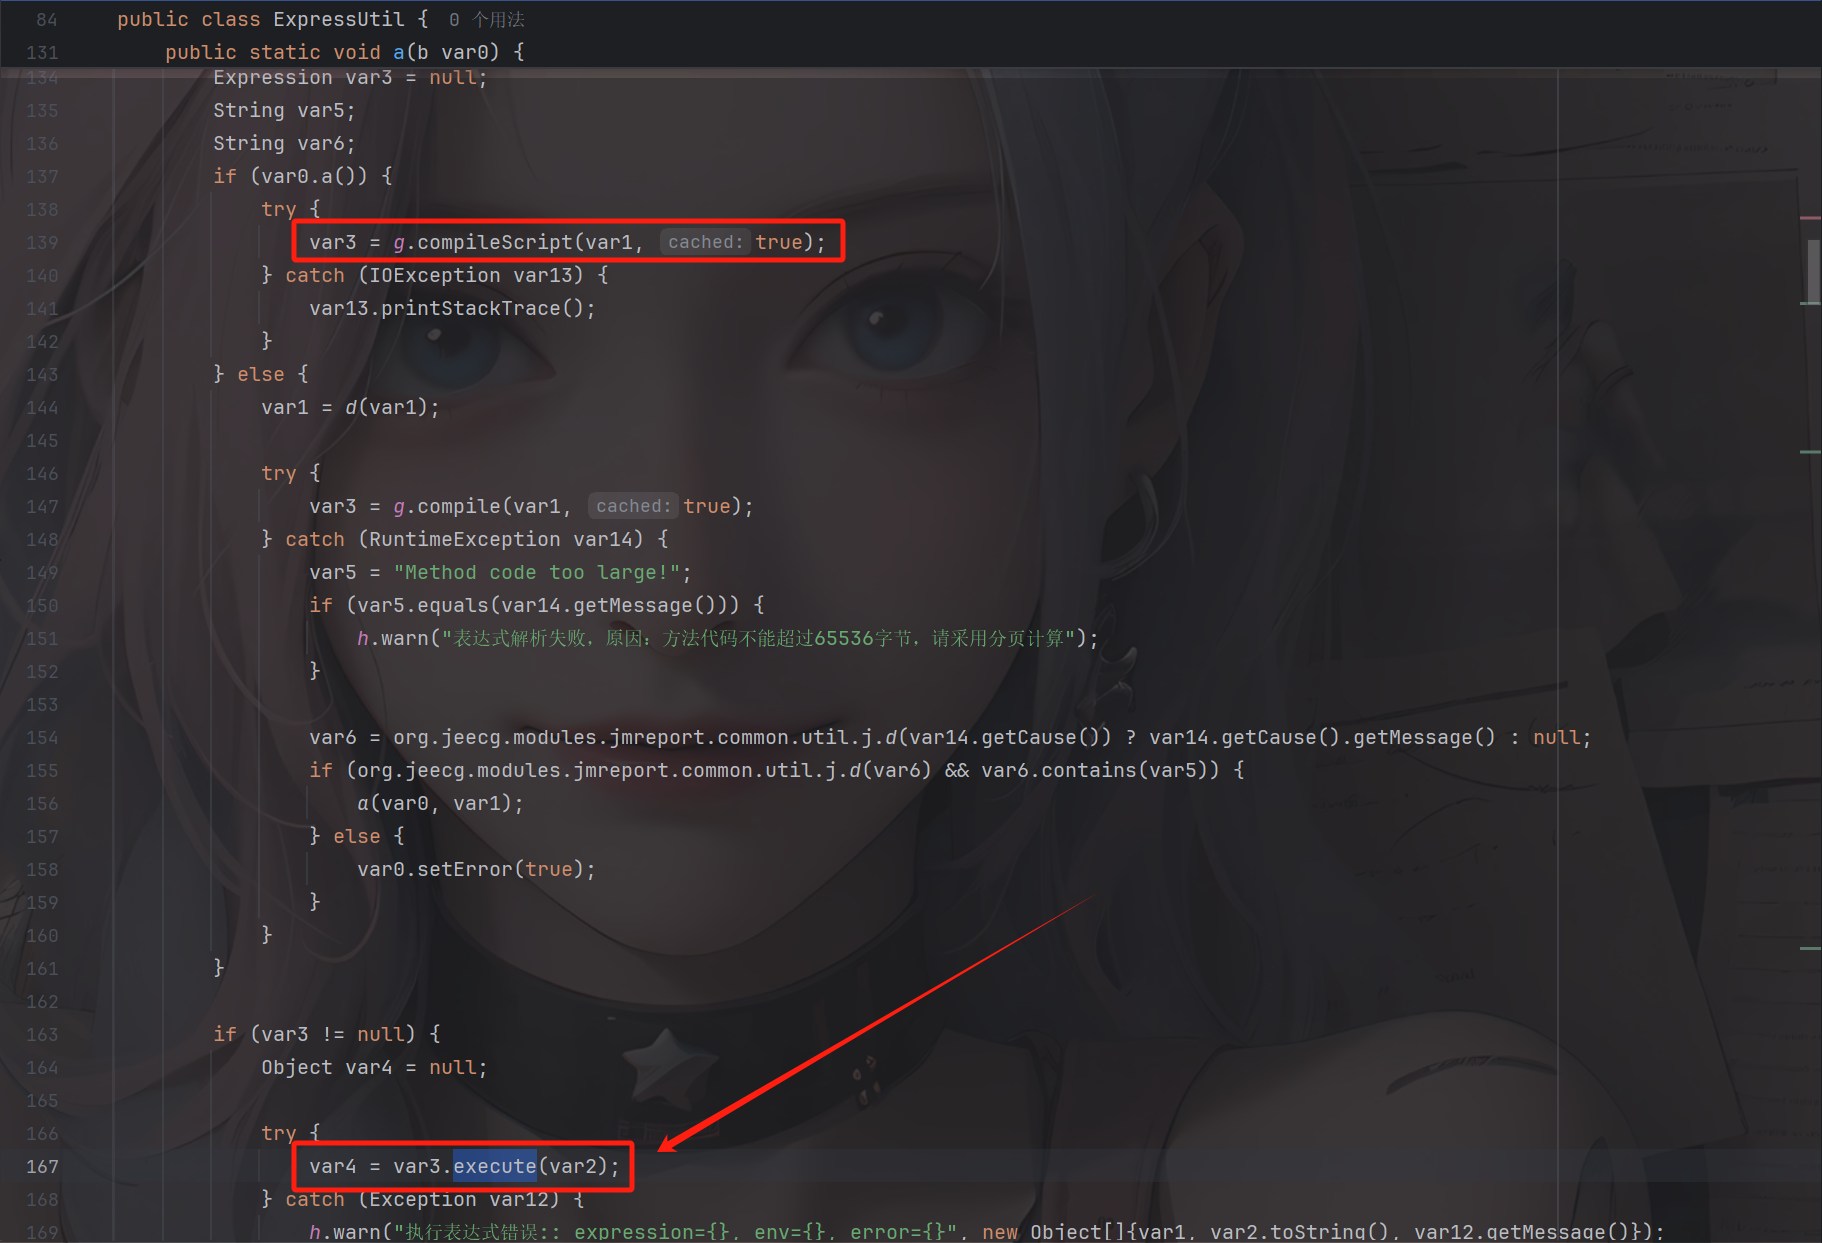 84 public class ExpressUtil { 0 个用法
131 public static void a(b var0) {
134 Expression var3 = null;
135 String var5;
136 String var6;
137 if (var0.a()) {
138 try {
139 var3 = g.compileScript(var1, cached: true);
140 } catch (IOException var13) {
141 var13.printStackTrace();
142 }
143 } else {
144 var1 = d(var1);
145
146 try {
147 var3 = g.compile(var1, cached: true);
148 } catch (RuntimeException var14) {
149 var5 = "Method code too large!";
150 if (var5.equals(var14.getMessage())) {
151 h.warn("表达式解析失败，原因：方法代码不能超过65536字节，请采用分页计算");
152 }
153
154 var6 = org.jeecg.modules.jmreport.common.util.j.d(var14.getCause()) ? var14.getCause().getMessage() : null;
155 if (org.jeecg.modules.jmreport.common.util.j.d(var6) && var6.contains(var5)) {
156 a(var0, var1);
157 } else {
158 var0.setError(true);
159 }
160 }
161 }
162
163 if (var3 != null) {
164 Object var4 = null;
165
166 try {
167 var4 = var3.execute(var2);
168 } catch (Exception var12) {
169 h.warn("执行表达式错误:: expression={}, env={}, error={}", new Object[]{var1, var2.toString(), var12.getMessage()});